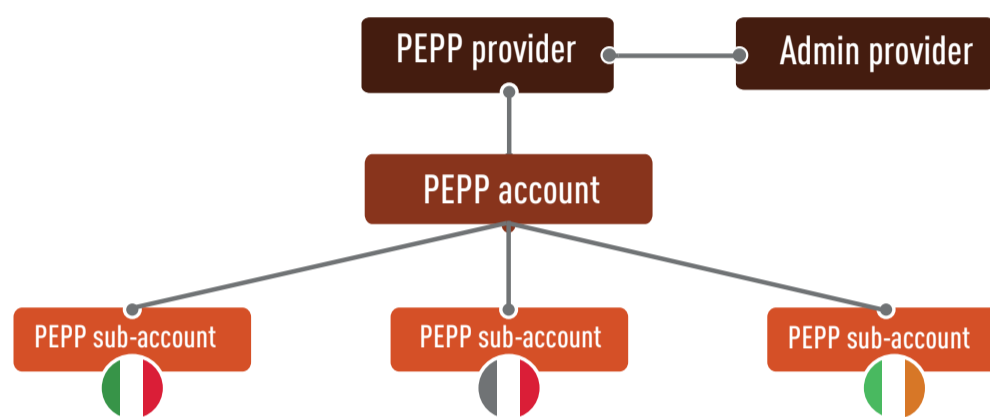 PEPP provider
Admin provider
PEPP account
PEPP sub-account
PEPP sub-account
PEPP sub-account